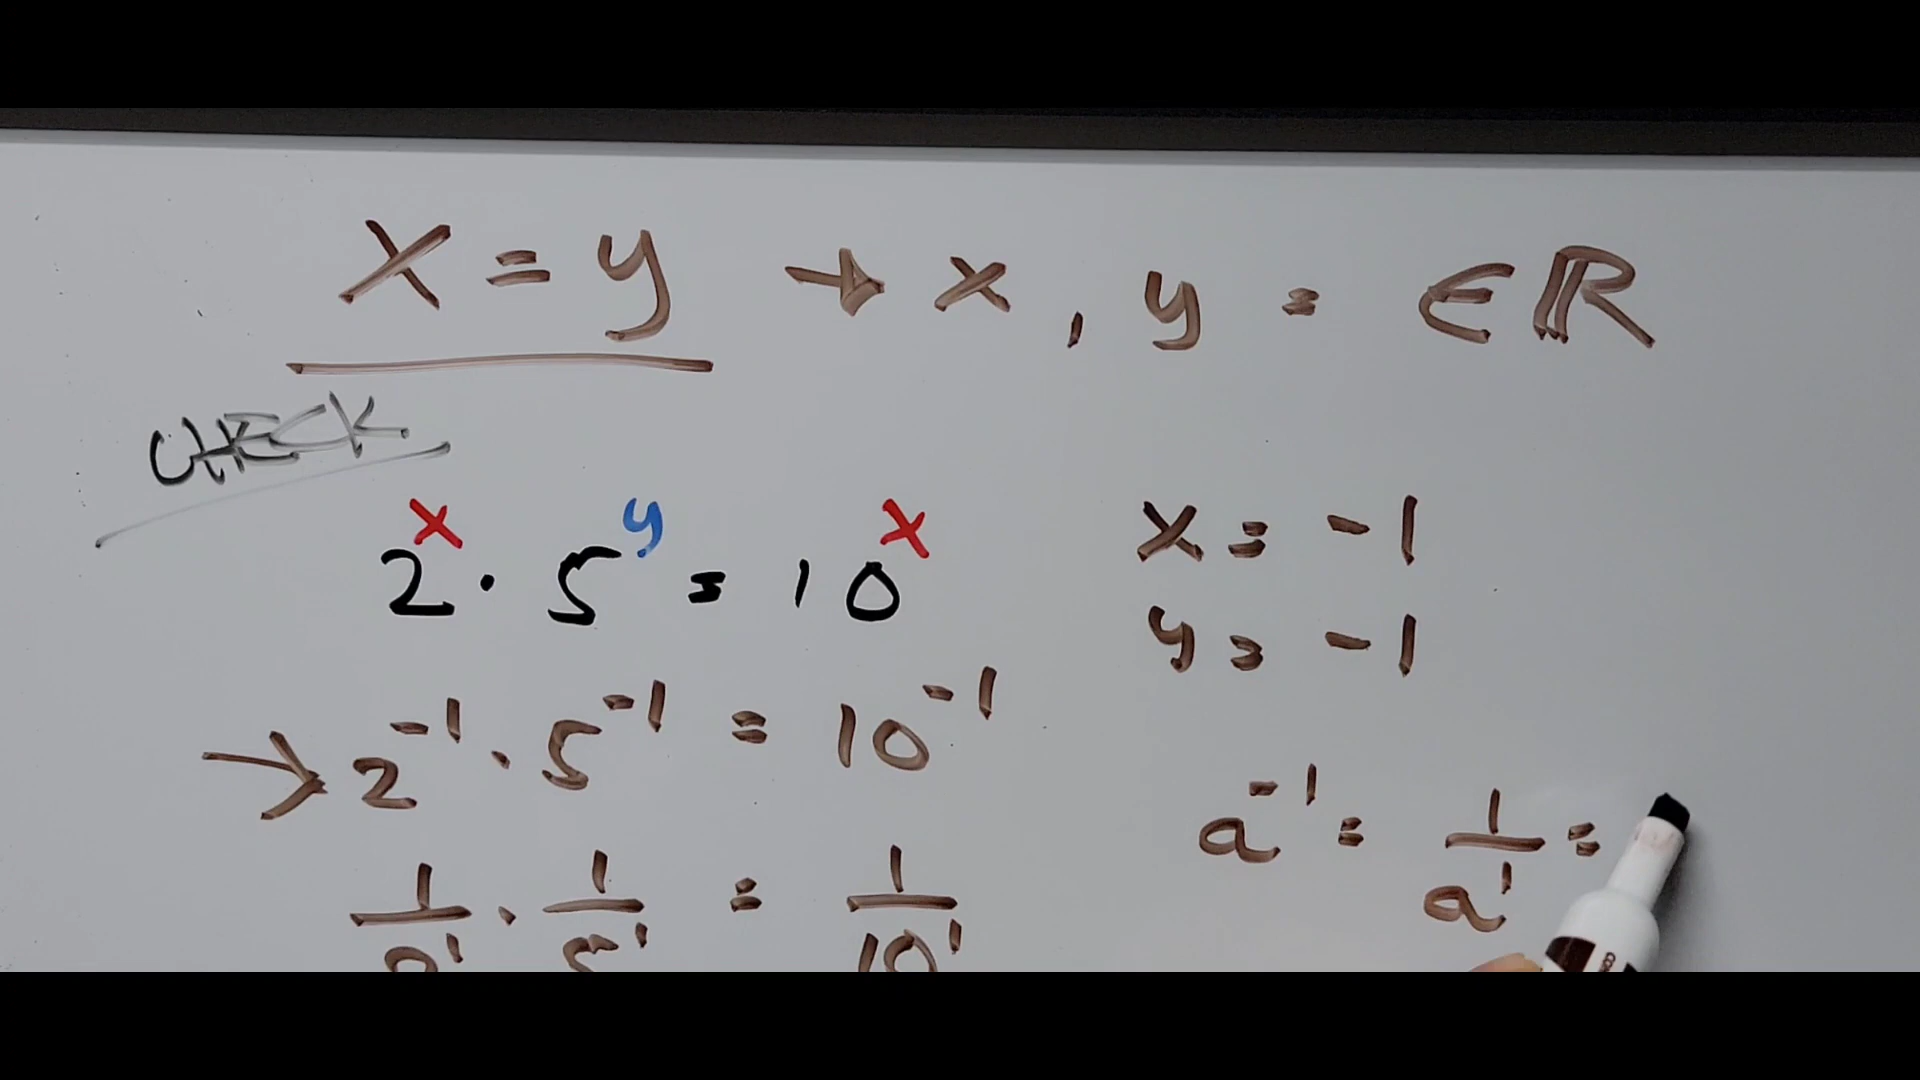 x = y → x, y = ∈ ℝ
CHECK
2^x · 5^y = 10^x
x = -1
y = -1
→ 2^-1 · 5^-1 = 10^-1
a^-1 = 1/a^1 =
1/2^1 · 1/5^1 = 1/10^1